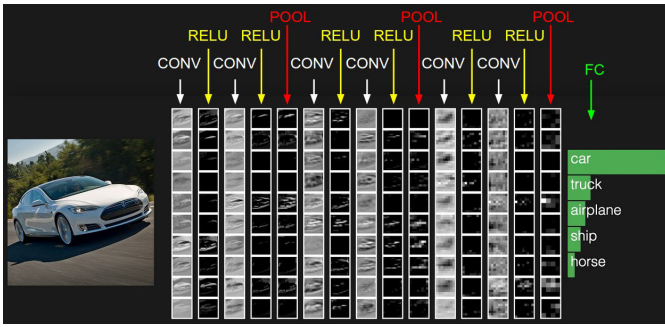 POOL POOL POOL
RELU RELU RELU RELU RELU RELU
CONV CONV CONV CONV CONV CONV
FC
car
truck
airplane
ship
horse